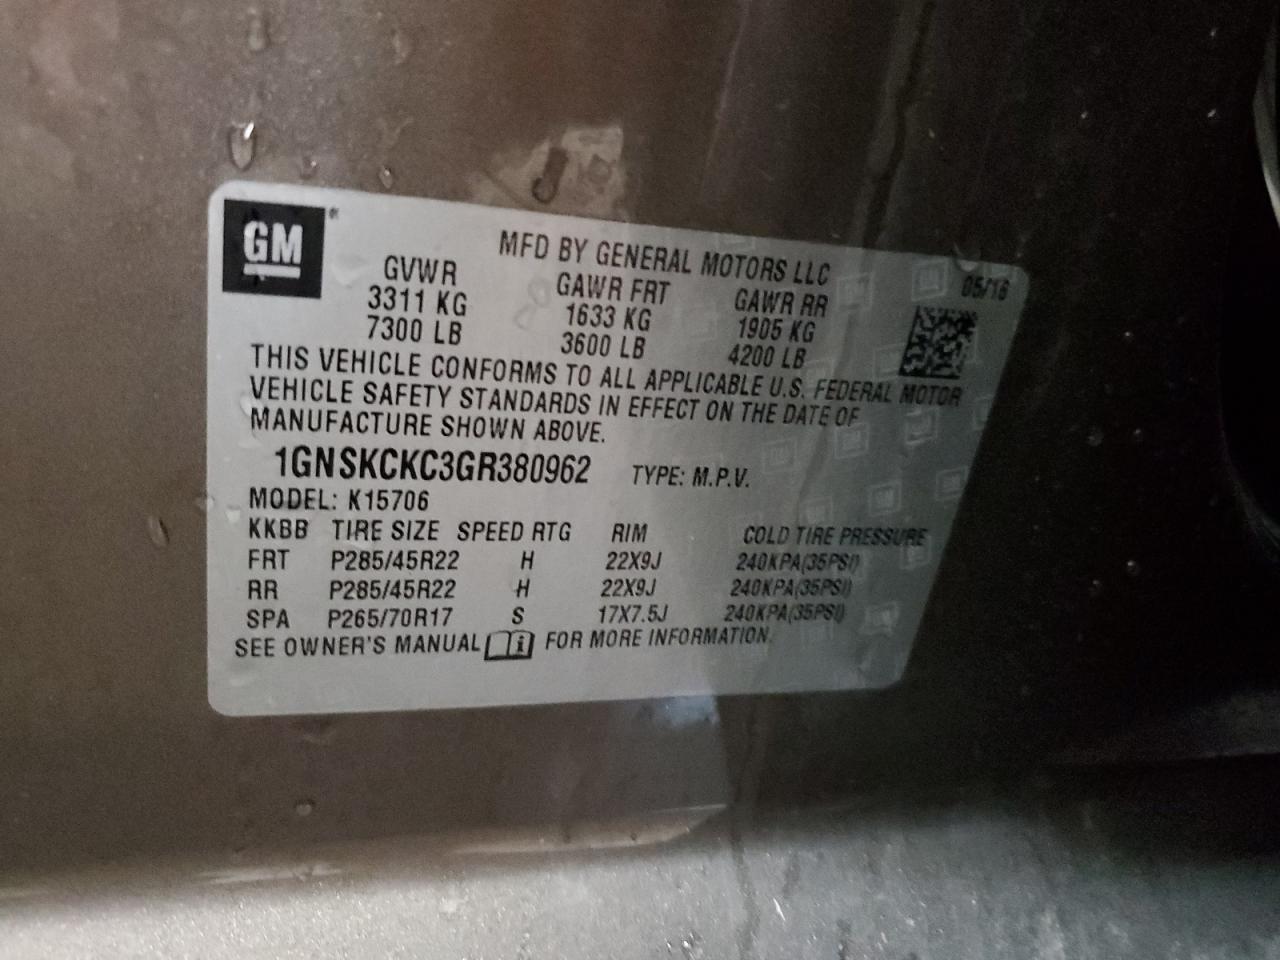 GM
MFD BY GENERAL MOTORS LLC
GVWR GAWR FRT GAWR RR 05/16
3311 KG 1633 KG 1905 KG
7300 LB 3600 LB 4200 LB
THIS VEHICLE CONFORMS TO ALL APPLICABLE U.S. FEDERAL MOTOR
VEHICLE SAFETY STANDARDS IN EFFECT ON THE DATE OF
MANUFACTURE SHOWN ABOVE.
1GNSKCKC3GR380962 TYPE: M.P.V.
MODEL: K15706
KKBB TIRE SIZE SPEED RTG RIM COLD TIRE PRESSURE
FRT P285/45R22 H 22X9J 240KPA(35PSI)
RR P285/45R22 H 22X9J 240KPA(35PSI)
SPA P265/70R17 S 17X7.5J 240KPA(35PSI)
SEE OWNER'S MANUAL i FOR MORE INFORMATION.